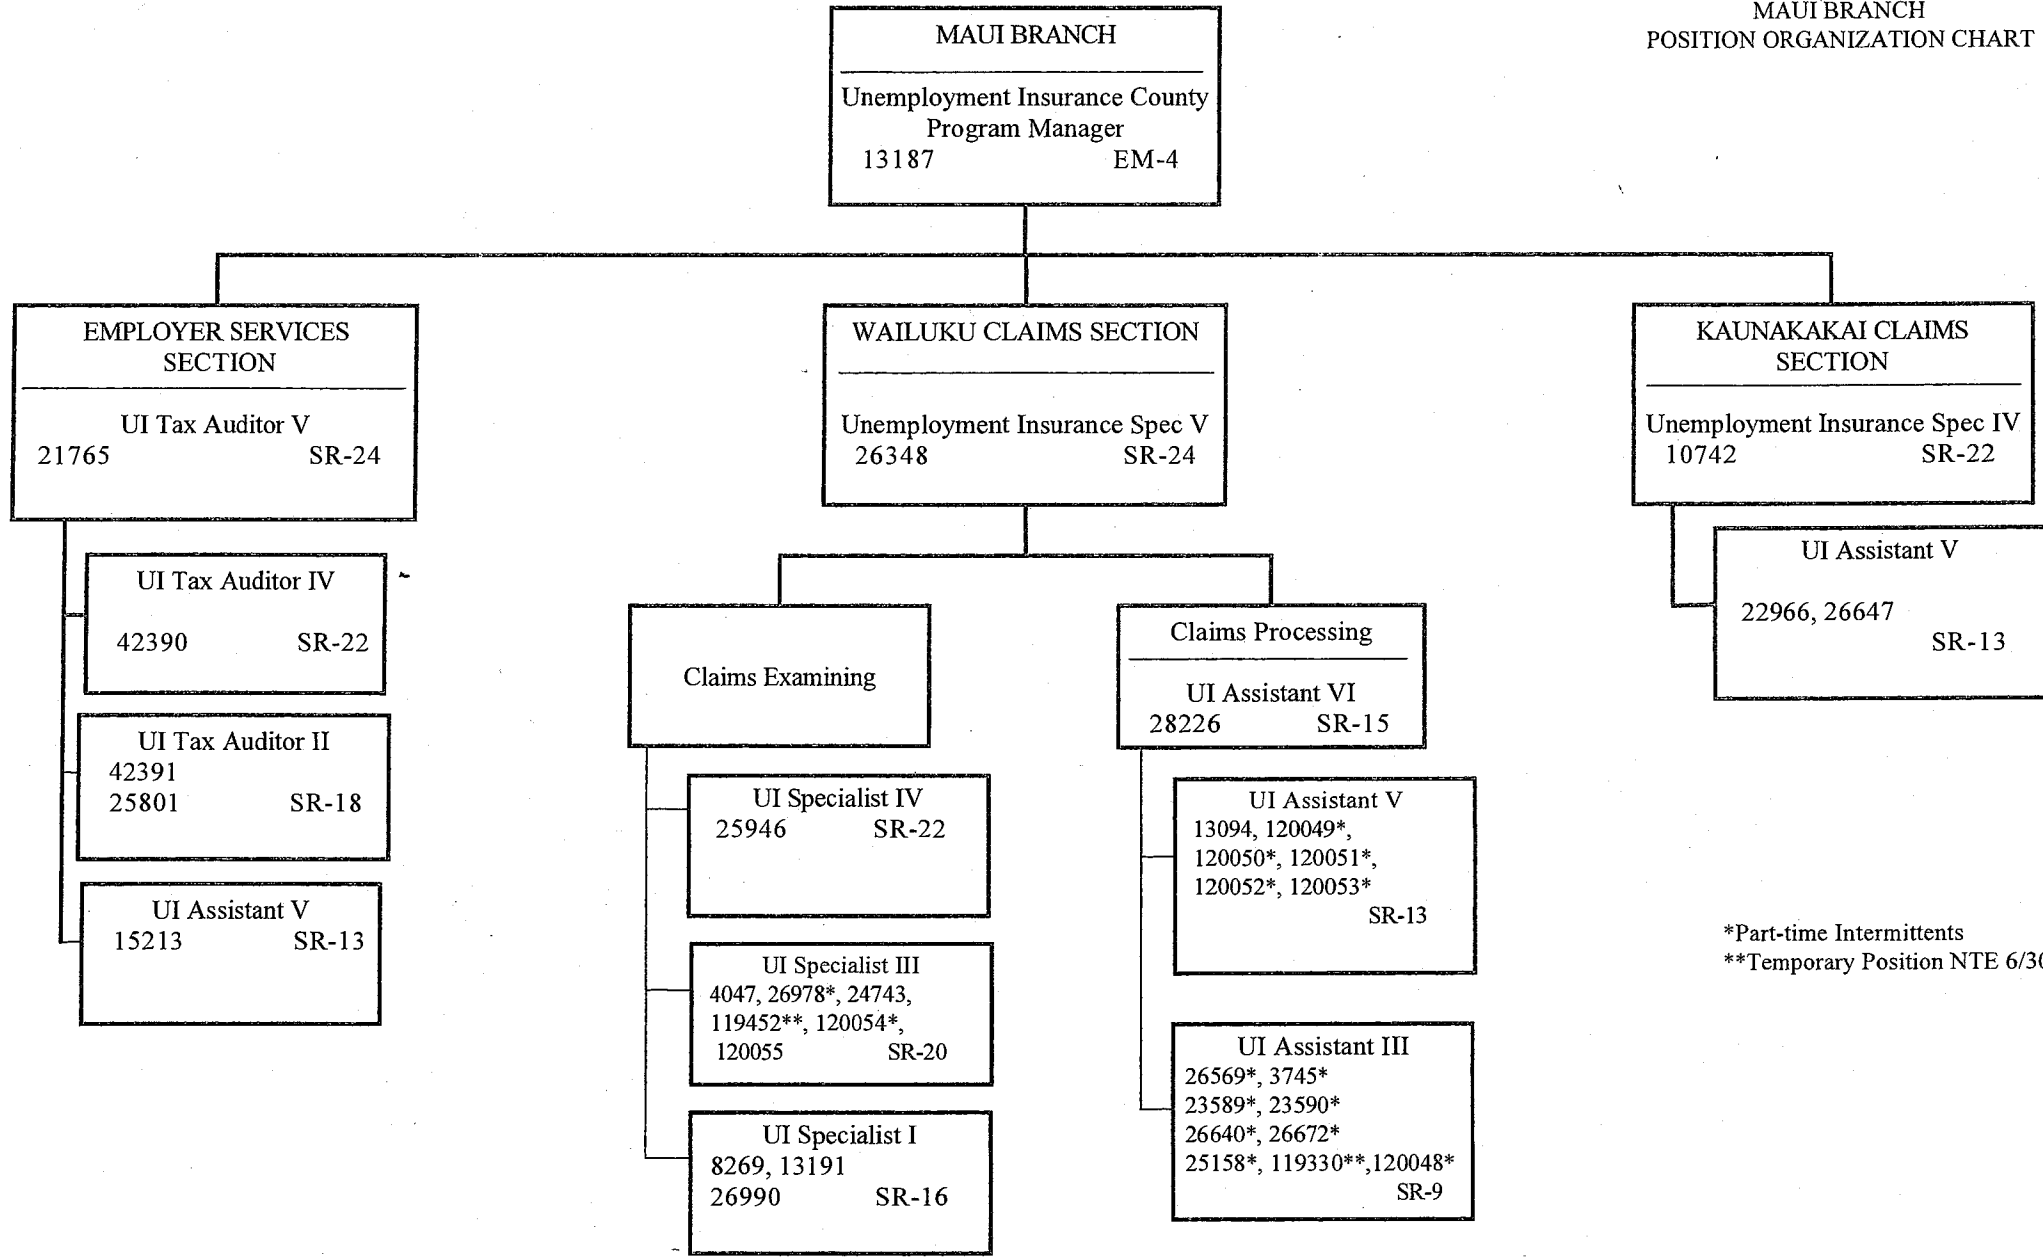 MAUI BRANCH
POSITION ORGANIZATION CHART
MAUI BRANCH
Unemployment Insurance County
Program Manager
13187 EM-4
EMPLOYER SERVICES
SECTION
UI Tax Auditor V
21765 SR-24
WAILUKU CLAIMS SECTION
Unemployment Insurance Spec V
26348 SR-24
KAUNAKAKAI CLAIMS
SECTION
Unemployment Insurance Spec IV
10742 SR-22
UI Tax Auditor IV
42390 SR-22
UI Tax Auditor II
42391
25801 SR-18
UI Assistant V
15213 SR-13
Claims Examining
UI Specialist IV
25946 SR-22
UI Specialist III
4047, 26978*, 24743,
119452**, 120054*,
120055 SR-20
UI Specialist I
8269, 13191
26990 SR-16
Claims Processing
UI Assistant VI
28226 SR-15
UI Assistant V
13094, 120049*,
120050*, 120051*,
120052*, 120053*
SR-13
UI Assistant III
26569*, 3745*
23589*, 23590*
26640*, 26672*
25158*, 119330**,120048*
SR-9
UI Assistant V
22966, 26647
SR-13
*Part-time Intermittents
**Temporary Position NTE